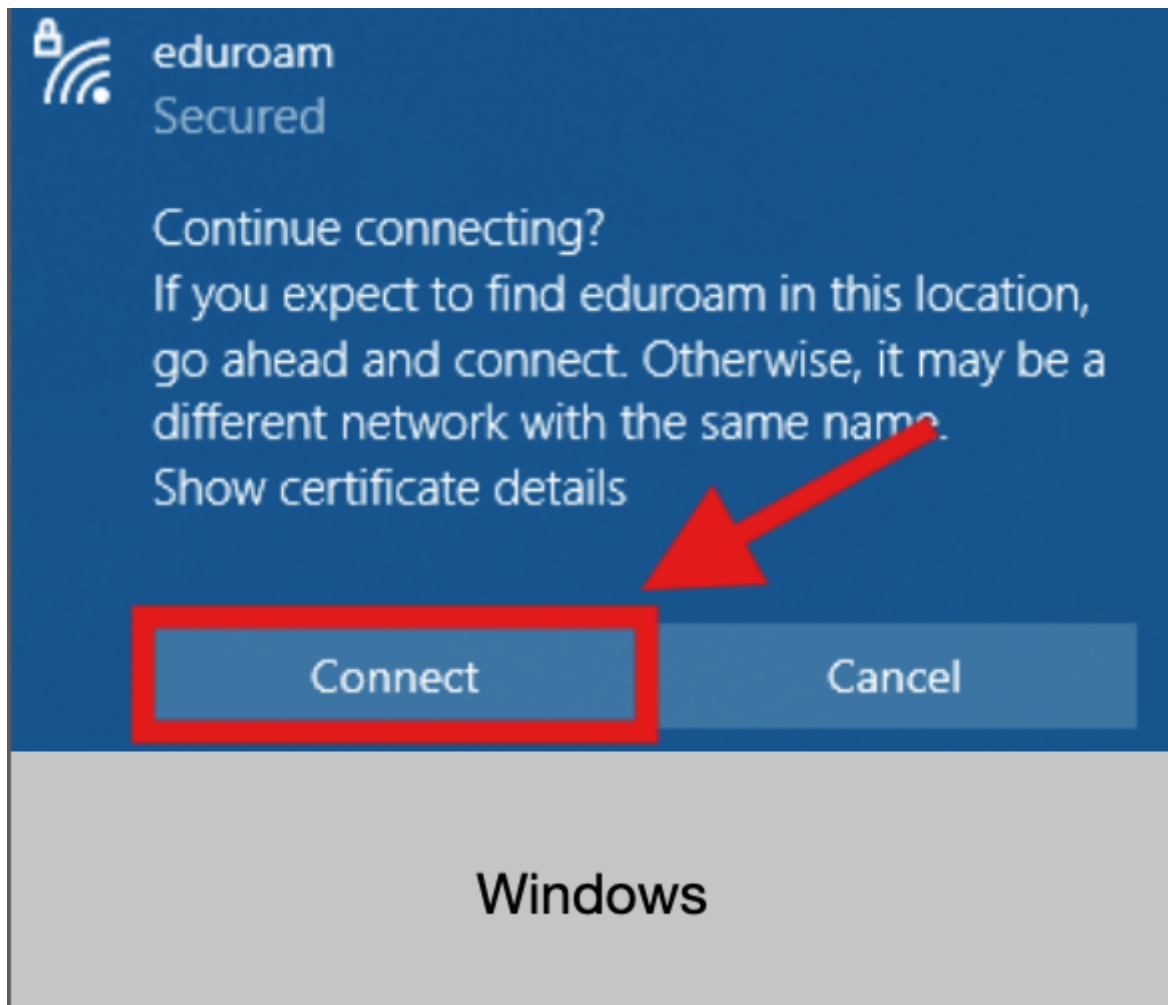 eduroam
Secured
Continue connecting?
If you expect to find eduroam in this location,
go ahead and connect. Otherwise, it may be a
different network with the same name.
Show certificate details
Connect
Cancel
Windows